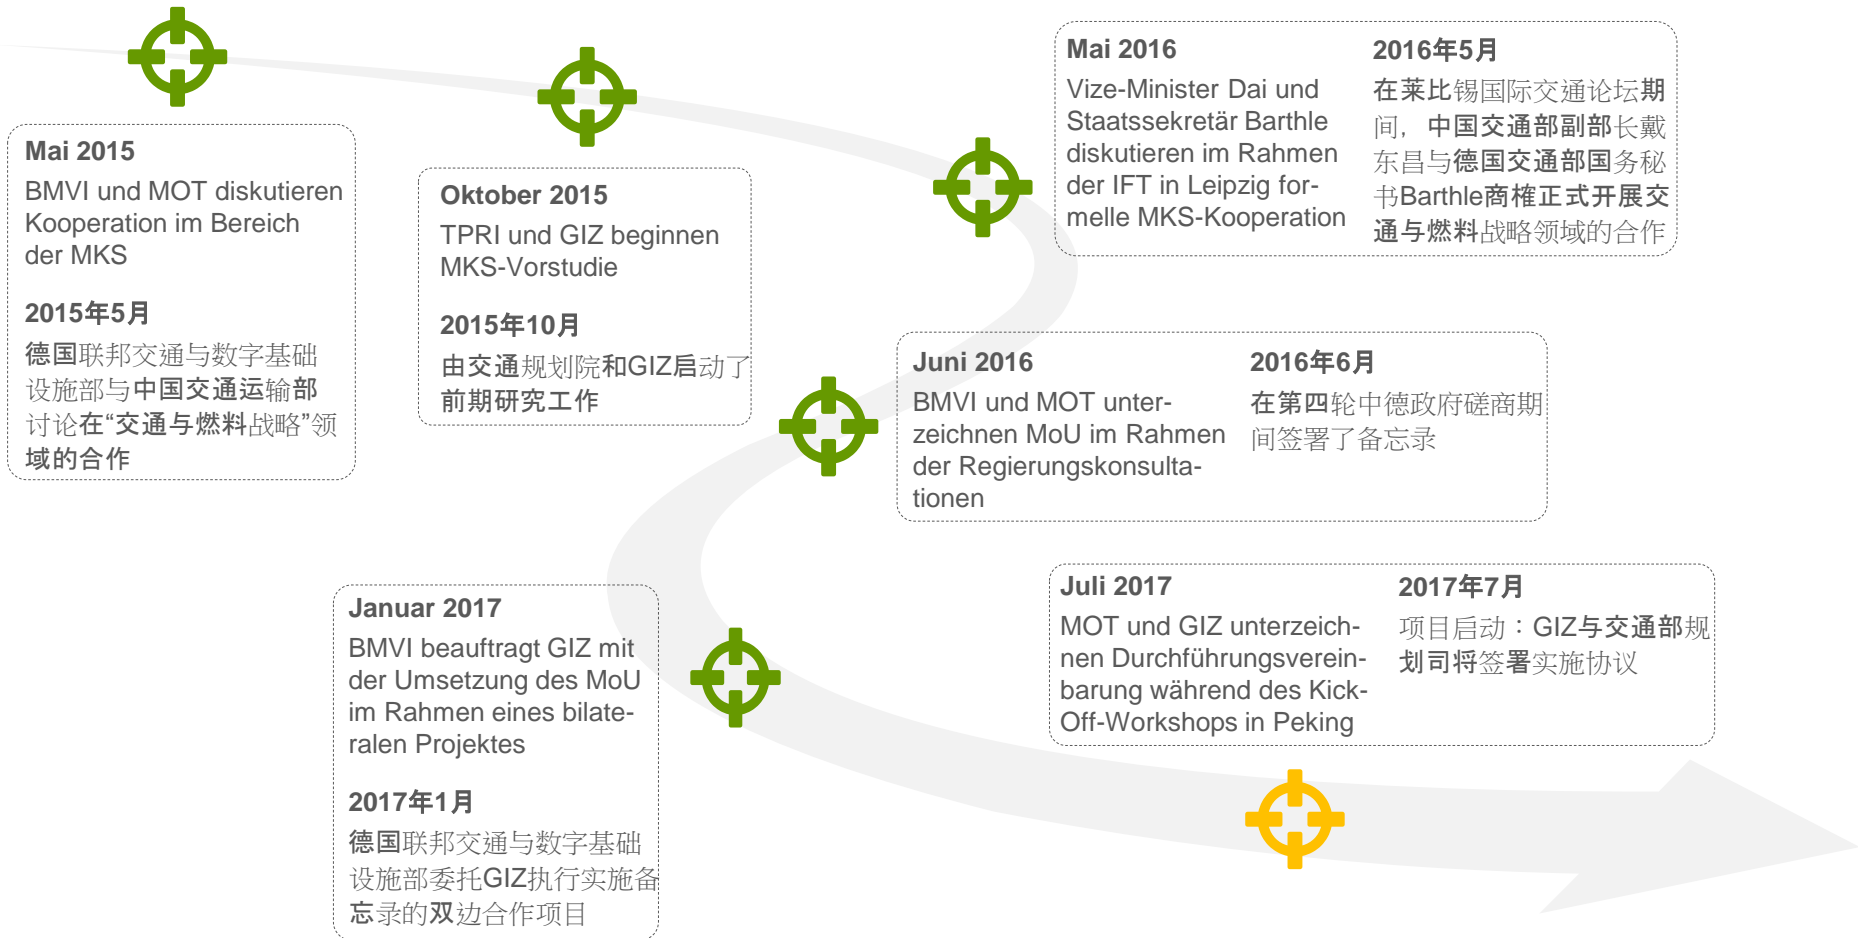 Mai 2015
BMVI und MOT diskutieren
Kooperation im Bereich
der MKS
2015年5月
德国联邦交通与数字基础
设施部与中国交通运输部
讨论在“交通与燃料战略”领
域的合作
Oktober 2015
TPRI und GIZ beginnen
MKS-Vorstudie
2015年10月
由交通规划院和GIZ启动了
前期研究工作
Mai 2016
Vize-Minister Dai und
Staatssekretär Barthle
diskutieren im Rahmen
der IFT in Leipzig for-
melle MKS-Kooperation
2016年5月
在莱比锡国际交通论坛期
间，中国交通部副部长戴
东昌与德国交通部国务秘
书Barthle商榷正式开展交
通与燃料战略领域的合作
Juni 2016
BMVI und MOT unter-
zeichnen MoU im Rahmen
der Regierungskonsulta-
tionen
2016年6月
在第四轮中德政府磋商期
间签署了备忘录
Januar 2017
BMVI beauftragt GIZ mit
der Umsetzung des MoU
im Rahmen eines bilate-
ralen Projektes
2017年1月
德国联邦交通与数字基础
设施部委托GIZ执行实施备
忘录的双边合作项目
Juli 2017
MOT und GIZ unterzeich-
nen Durchführungsverein-
barung während des Kick-
Off-Workshops in Peking
2017年7月
项目启动：GIZ与交通部规
划司将签署实施协议